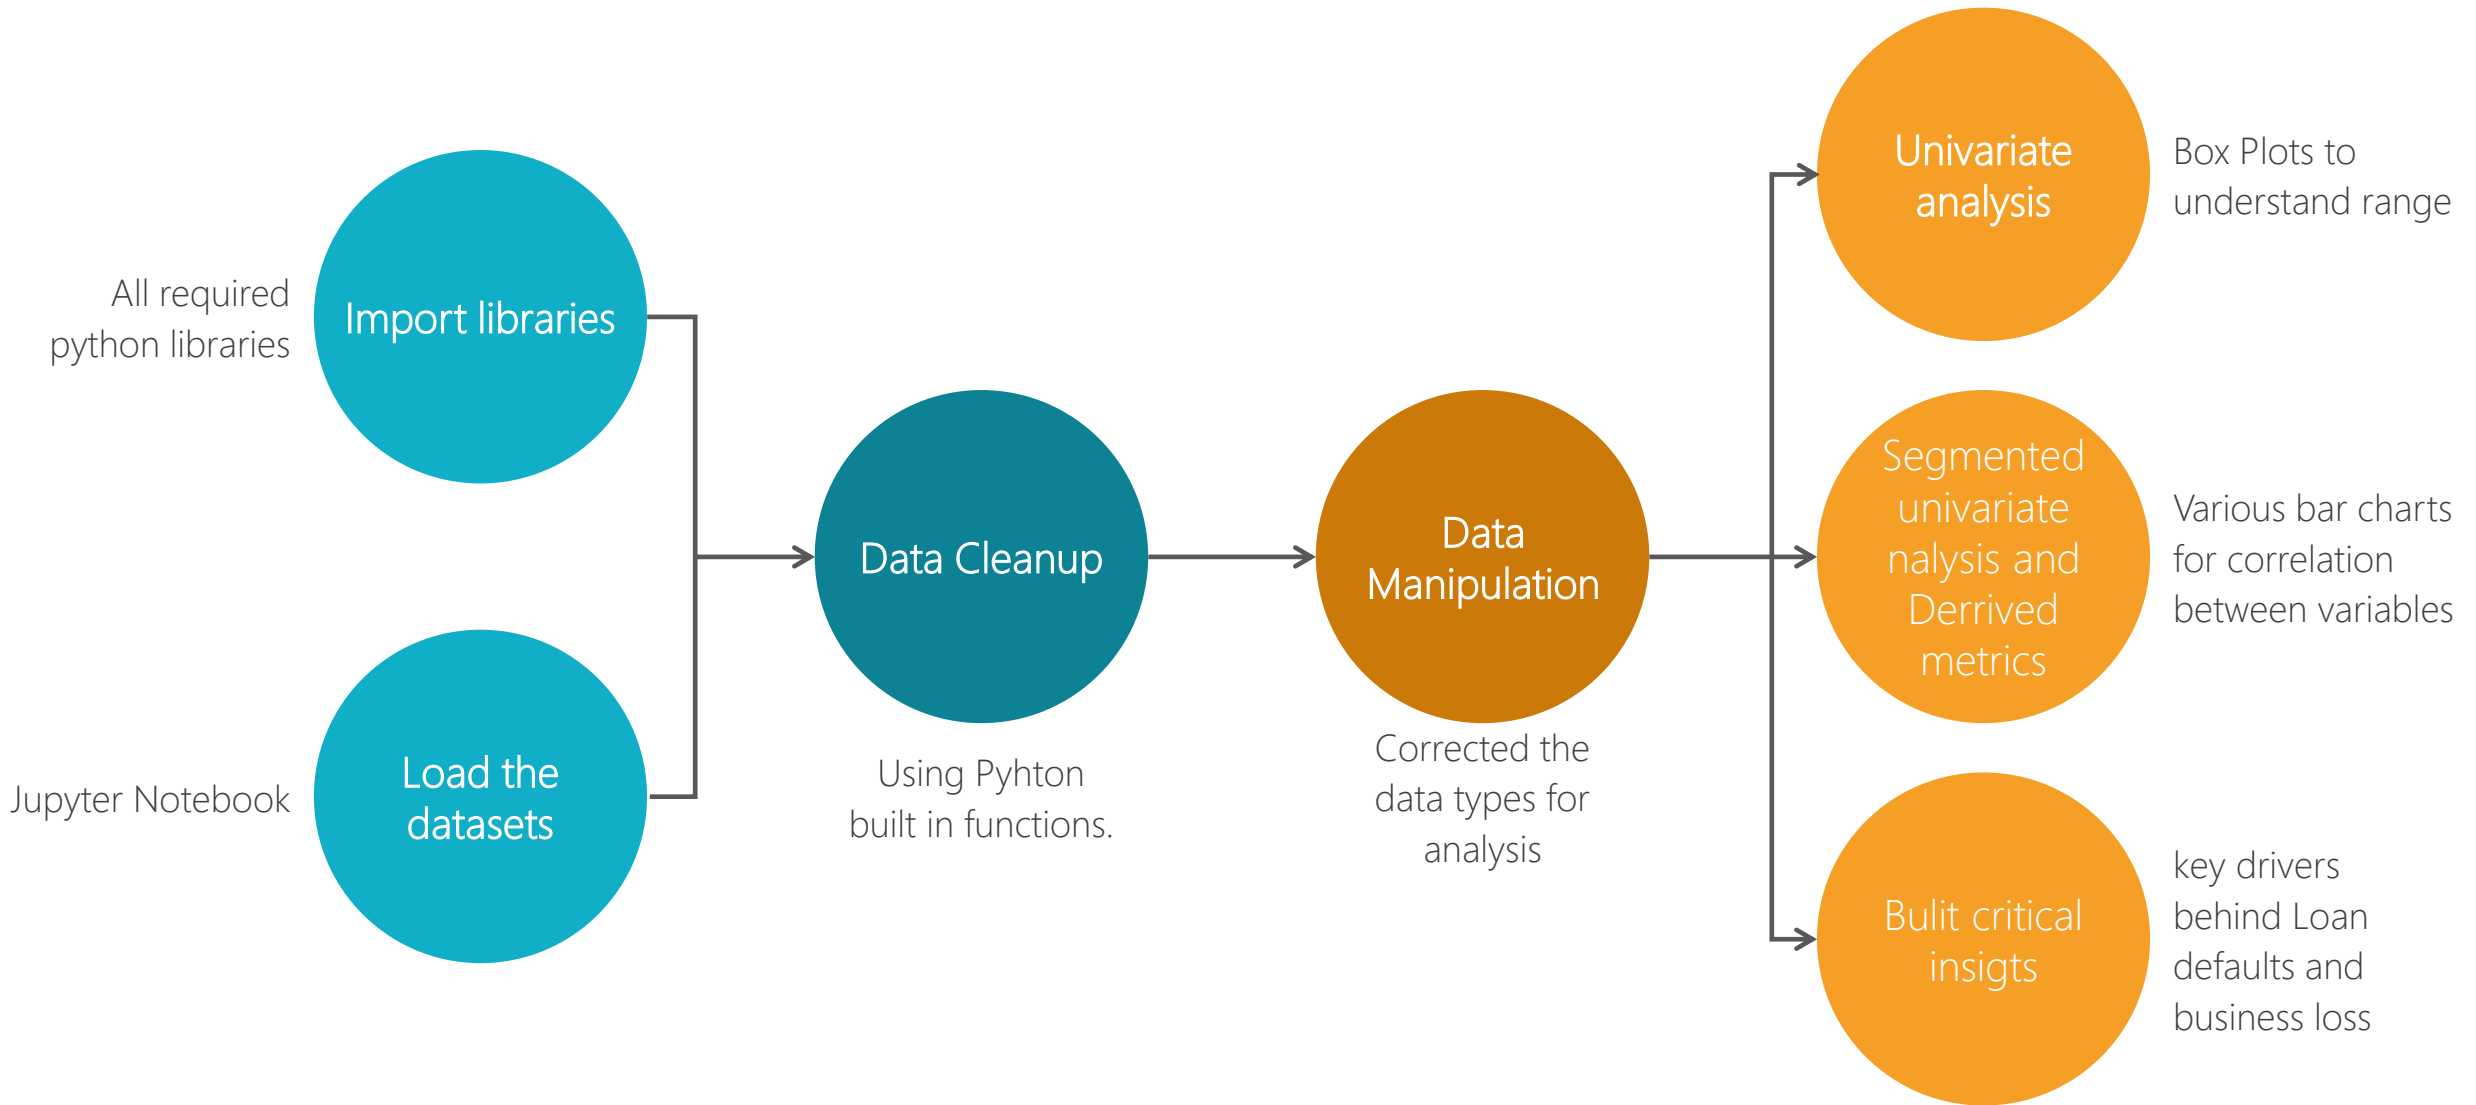 All required
python libraries
Import libraries
Jupyter Notebook
Load the
datasets
Data Cleanup
Using Pyhton
built in functions.
Data
Manipulation
Corrected the
data types for
analysis
Univariate
analysis
Box Plots to
understand range
Segmented
univariate
nalysis and
Derrived
metrics
Various bar charts
for correlation
between variables
Bulit critical
insigts
key drivers
behind Loan
defaults and
business loss